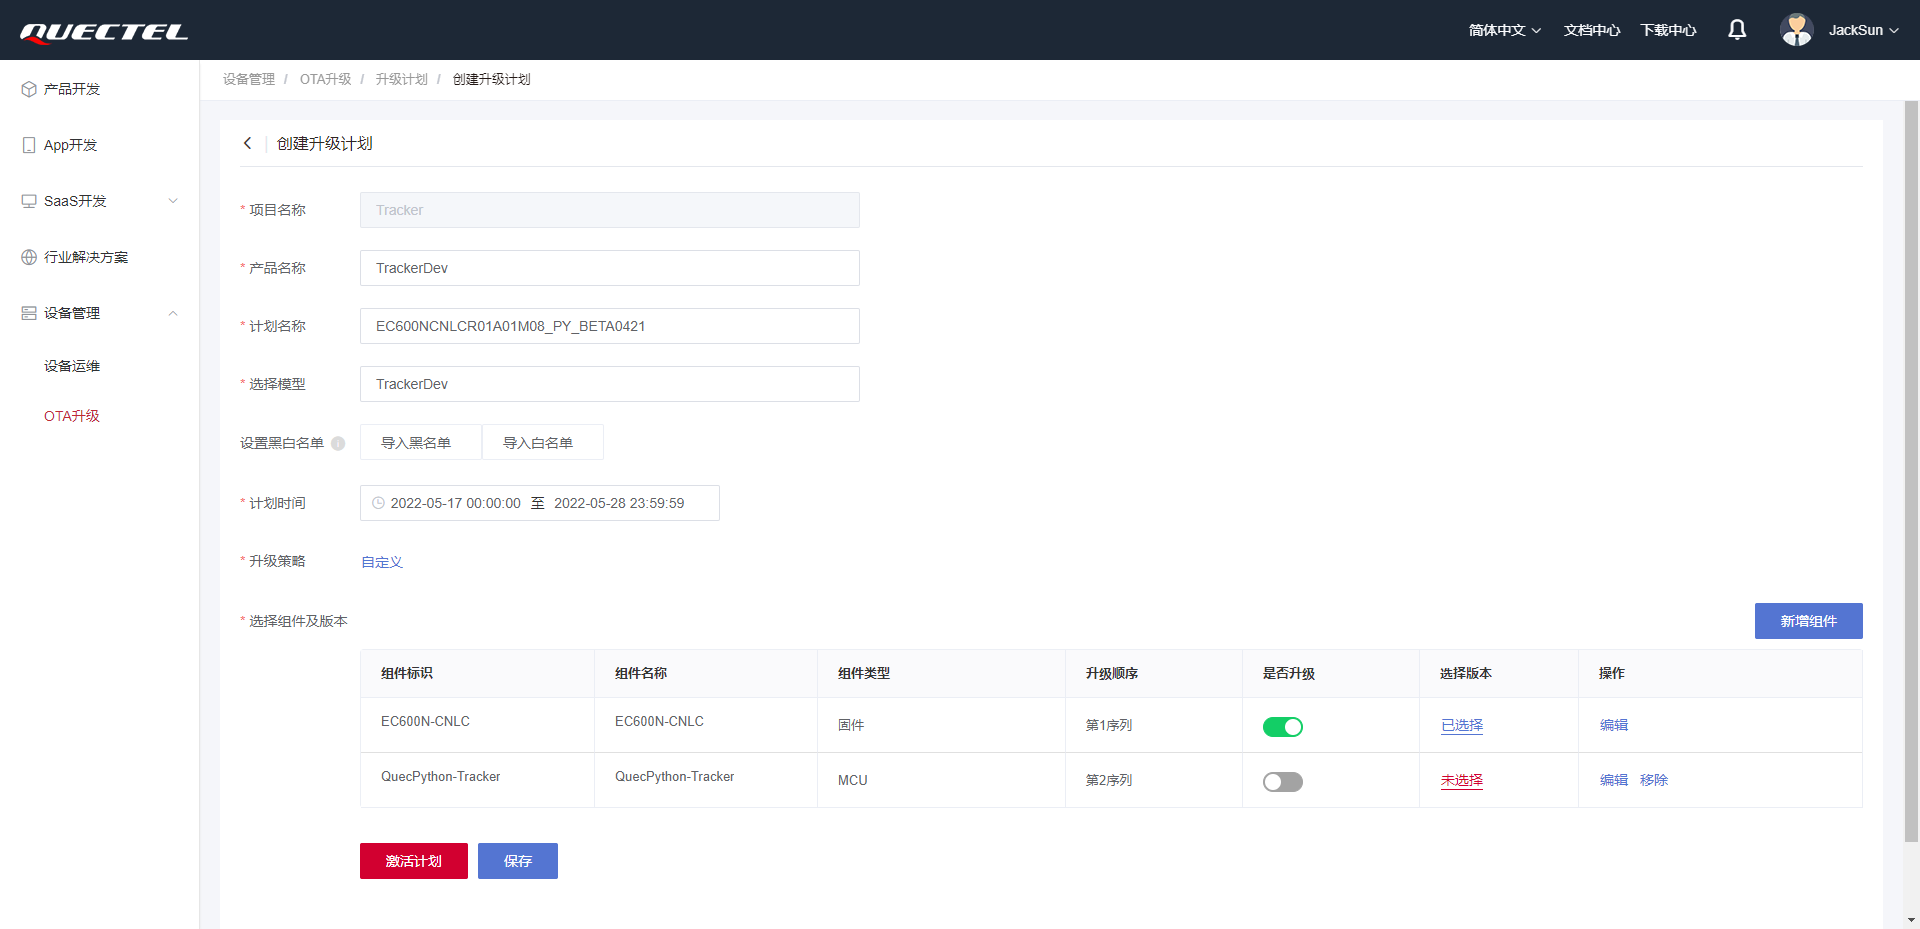 QUECTEL
简体中文 文档中心 下载中心 JackSun
产品开发
App开发
SaaS开发
行业解决方案
设备管理
设备运维
OTA升级
设备管理 / OTA升级 / 升级计划 / 创建升级计划
创建升级计划
* 项目名称 Tracker
* 产品名称 TrackerDev
* 计划名称 EC600NCNLCR01A01M08_PY_BETA0421
* 选择模型 TrackerDev
设置黑白名单 导入黑名单 导入白名单
* 计划时间 2022-05-17 00:00:00 至 2022-05-28 23:59:59
* 升级策略 自定义
* 选择组件及版本 新增组件
组件标识 组件名称 组件类型 升级顺序 是否升级 选择版本 操作
EC600N-CNLC EC600N-CNLC 固件 第1序列 已选择 编辑
QuecPython-Tracker QuecPython-Tracker MCU 第2序列 未选择 编辑 移除
激活计划 保存